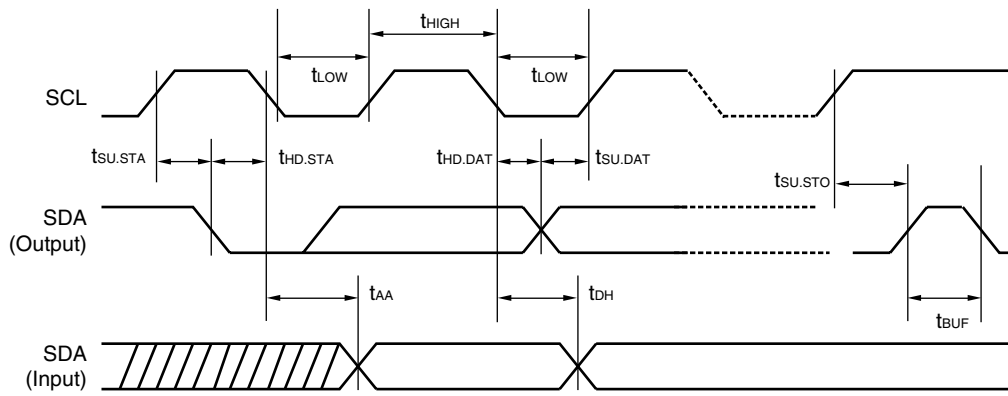 tHIGH
tLOW
tLOW
SCL
tSU.STA
tHD.STA
tHD.DAT
tSU.DAT
tSU.STO
SDA
(Output)
tAA
tDH
tBUF
SDA
(Input)